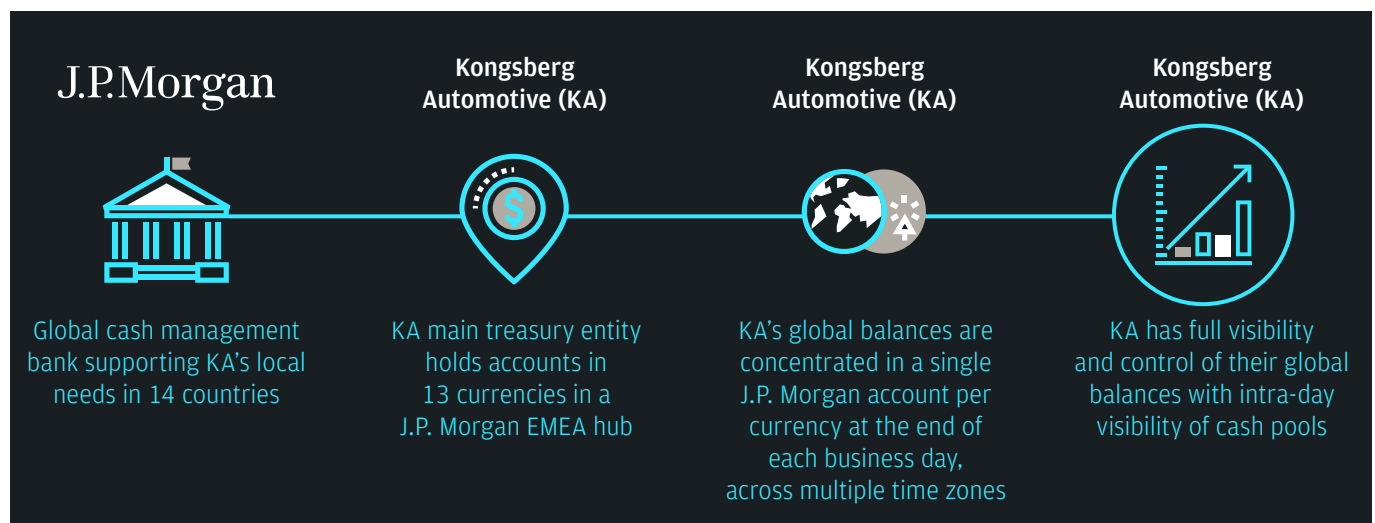 J.P.Morgan
Global cash management
bank supporting KA's local
needs in 14 countries
Kongsberg
Automotive (KA)
$
KA main treasury entity
holds accounts in
13 currencies in a
J.P. Morgan EMEA hub
Kongsberg
Automotive (KA)
KA's global balances are
concentrated in a single
J.P. Morgan account per
currency at the end of
each business day,
across multiple time zones
Kongsberg
Automotive (KA)
KA has full visibility
and control of their global
balances with intra-day
visibility of cash pools